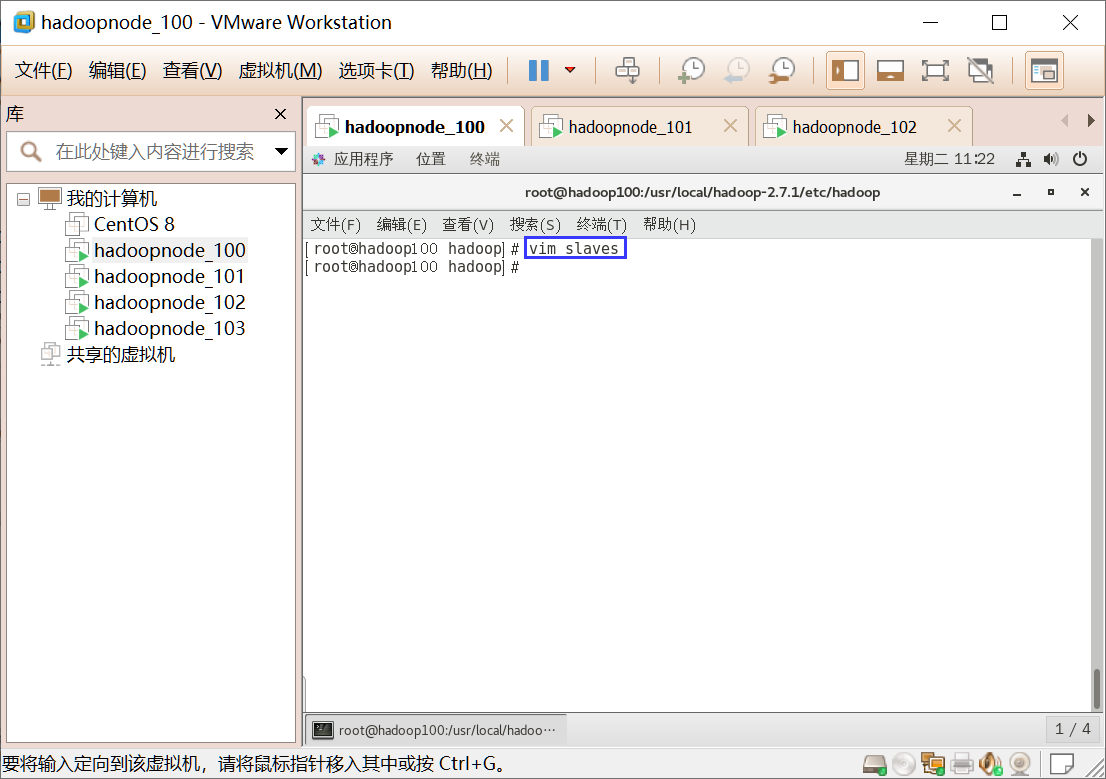 hadoopnode_100 - VMware Workstation
文件(F) 编辑(E) 查看(V) 虚拟机(M) 选项卡(T) 帮助(H)
库
在此处键入内容进行搜索
我的计算机
CentOS 8
hadoopnode_100
hadoopnode_101
hadoopnode_102
hadoopnode_103
共享的虚拟机
hadoopnode_100 hadoopnode_101 hadoopnode_102
应用程序 位置 终端 星期二 11:22
root@hadoop100:/usr/local/hadoop-2.7.1/etc/hadoop
文件(F) 编辑(E) 查看(V) 搜索(S) 终端(T) 帮助(H)
[root@hadoop100 hadoop]# vim slaves
[root@hadoop100 hadoop]#
root@hadoop100:/usr/local/hadoo… 1 / 4
要将输入定向到该虚拟机，请将鼠标指针移入其中或按 Ctrl+G。